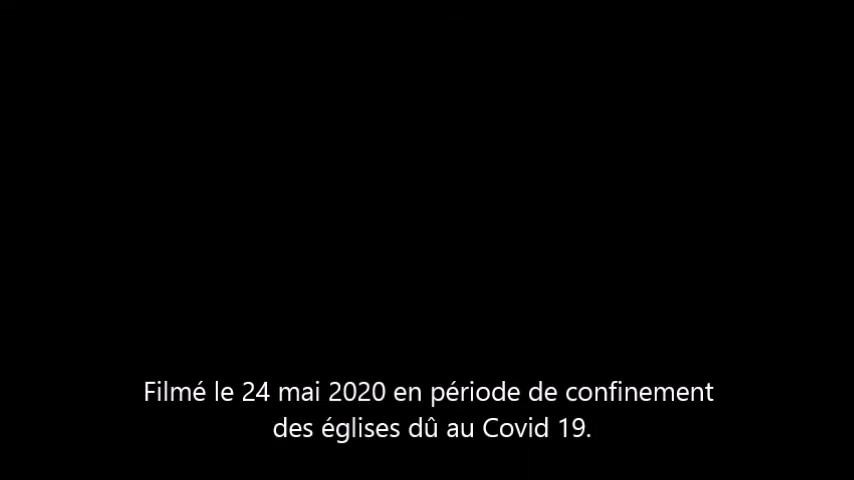 Filmé le 24 mai 2020 en période de confinement
des églises dû au Covid 19.